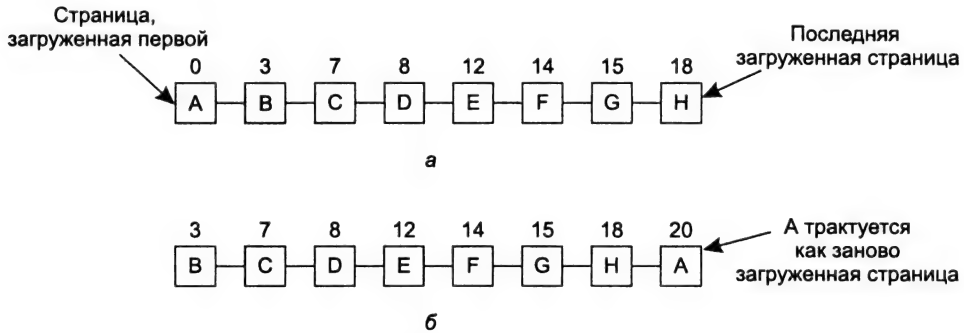 Страница,
загруженная первой
Последняя
загруженная страница
0 3 7 8 12 14 15 18
A B C D E F G H
а
3 7 8 12 14 15 18 20
B C D E F G H A
А трактуется
как заново
загруженная страница
б